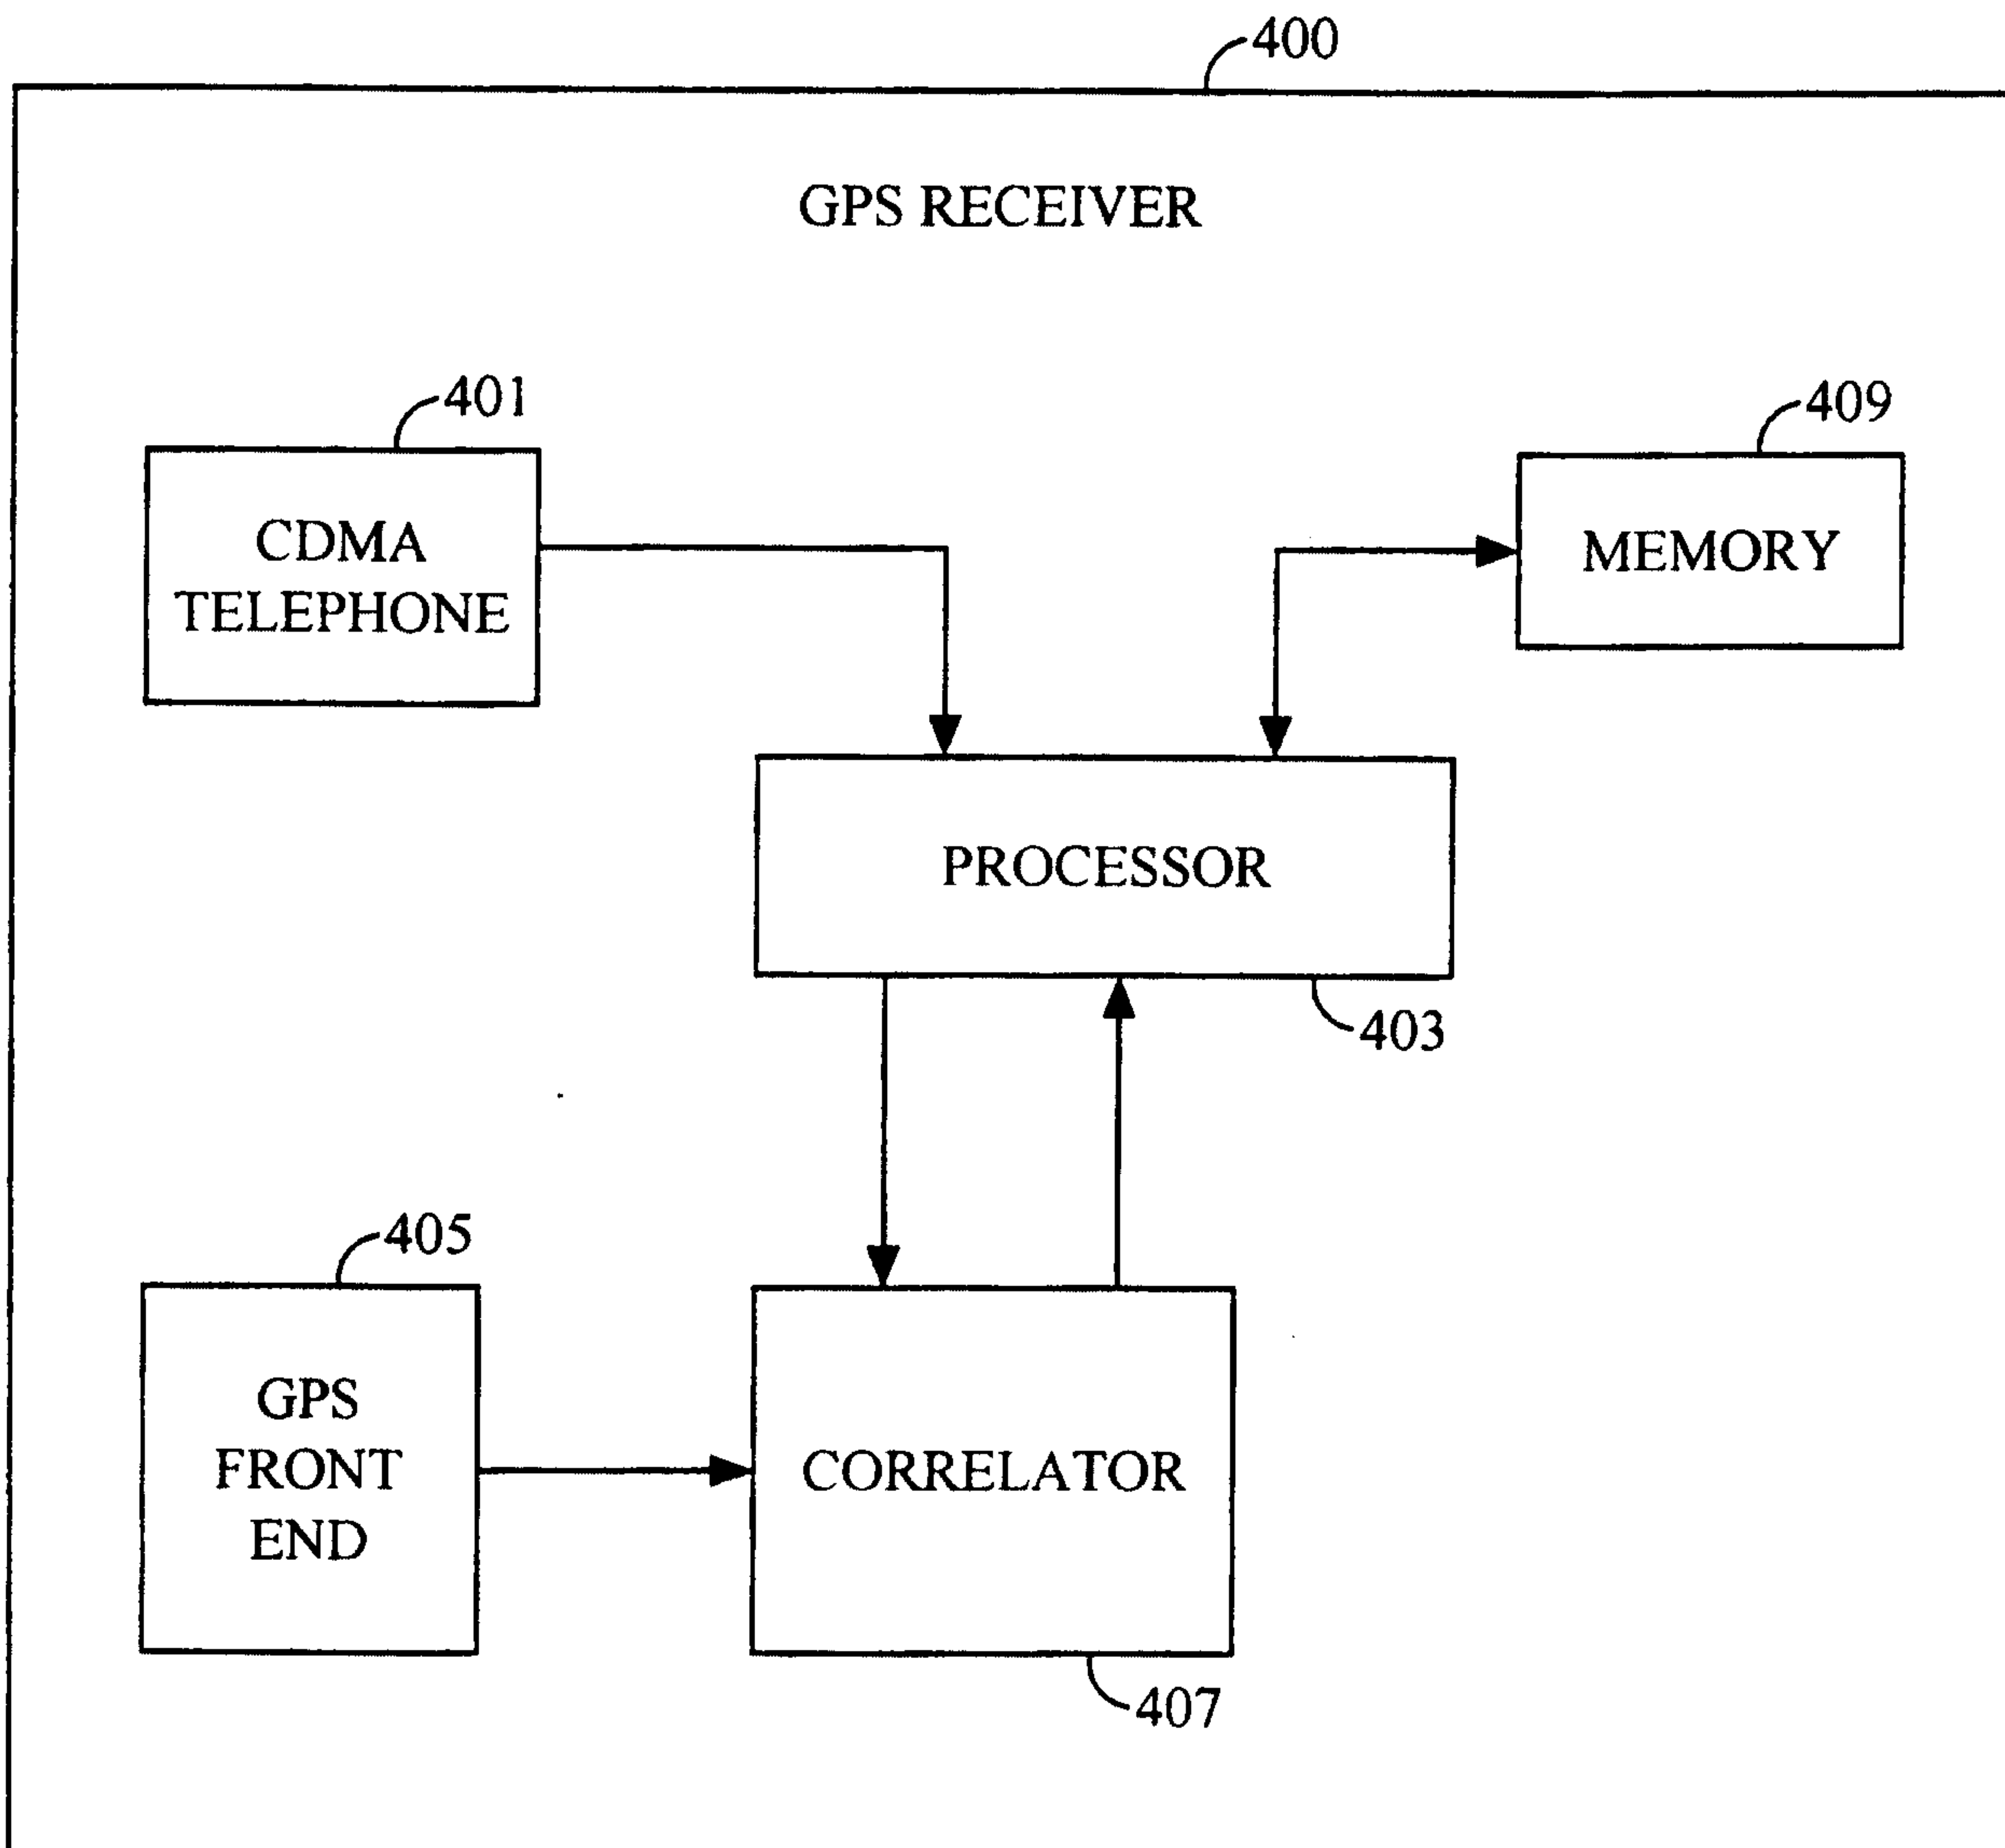 400
GPS RECEIVER
401
409
CDMA
TELEPHONE
MEMORY
PROCESSOR
403
405
GPS
FRONT
END
CORRELATOR
407